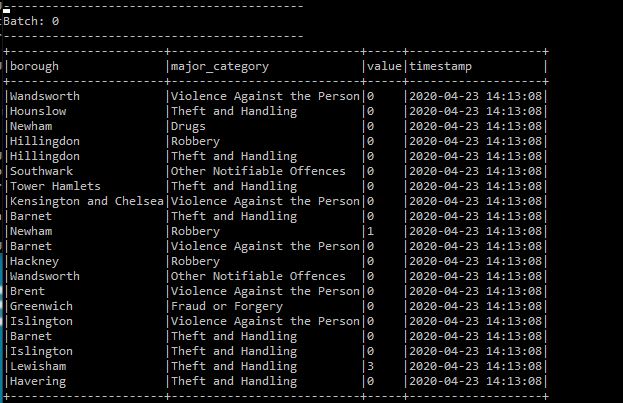 -------------------------------------------
Batch: 0
-------------------------------------------
+----------------------+---------------------------+-----+-------------------+
|borough               |major_category             |value|timestamp          |
+----------------------+---------------------------+-----+-------------------+
|Wandsworth            |Violence Against the Person|0    |2020-04-23 14:13:08|
|Hounslow              |Theft and Handling         |0    |2020-04-23 14:13:08|
|Newham                |Drugs                      |0    |2020-04-23 14:13:08|
|Hillingdon            |Robbery                    |0    |2020-04-23 14:13:08|
|Hillingdon            |Theft and Handling         |0    |2020-04-23 14:13:08|
|Southwark             |Other Notifiable Offences  |0    |2020-04-23 14:13:08|
|Tower Hamlets         |Theft and Handling         |0    |2020-04-23 14:13:08|
|Kensington and Chelsea|Violence Against the Person|0    |2020-04-23 14:13:08|
|Barnet                |Theft and Handling         |0    |2020-04-23 14:13:08|
|Newham                |Robbery                    |1    |2020-04-23 14:13:08|
|Barnet                |Violence Against the Person|0    |2020-04-23 14:13:08|
|Hackney               |Robbery                    |0    |2020-04-23 14:13:08|
|Wandsworth            |Other Notifiable Offences  |0    |2020-04-23 14:13:08|
|Brent                 |Violence Against the Person|0    |2020-04-23 14:13:08|
|Greenwich             |Fraud or Forgery           |0    |2020-04-23 14:13:08|
|Islington             |Violence Against the Person|0    |2020-04-23 14:13:08|
|Barnet                |Theft and Handling         |0    |2020-04-23 14:13:08|
|Islington             |Theft and Handling         |0    |2020-04-23 14:13:08|
|Lewisham              |Theft and Handling         |3    |2020-04-23 14:13:08|
|Havering              |Theft and Handling         |0    |2020-04-23 14:13:08|
+----------------------+---------------------------+-----+-------------------+